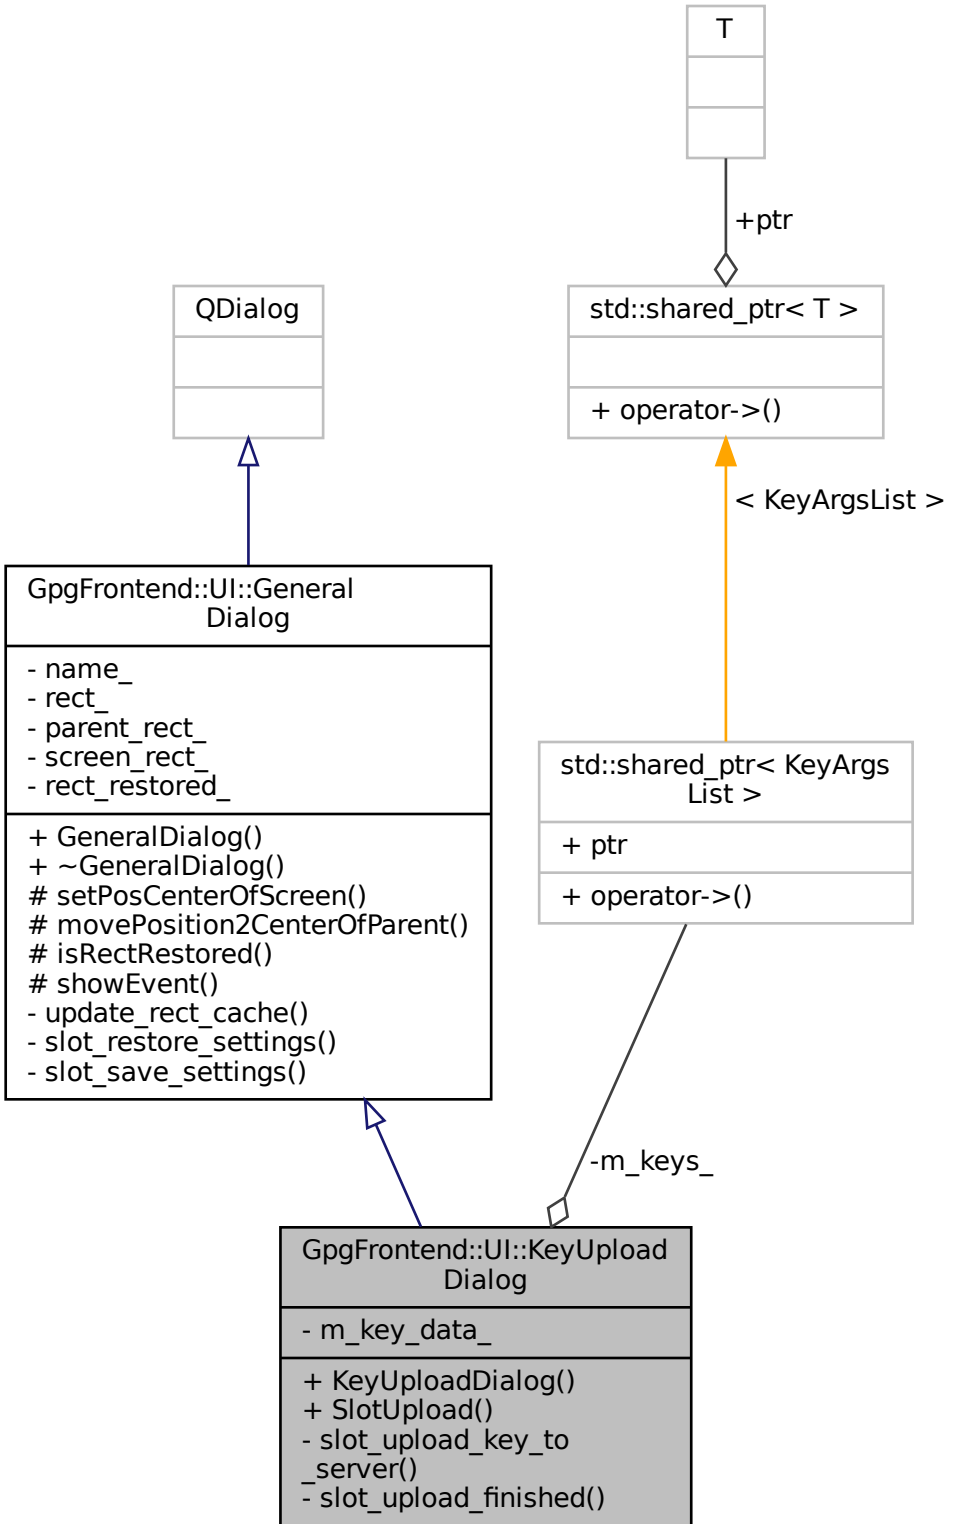 T
+ptr
QDialog
std::shared_ptr< T >
+ operator->()
< KeyArgsList >
GpgFrontend::UI::General
Dialog
- name_
- rect_
- parent_rect_
- screen_rect_
- rect_restored_
+ GeneralDialog()
+ ~GeneralDialog()
# setPosCenterOfScreen()
# movePosition2CenterOfParent()
# isRectRestored()
# showEvent()
- update_rect_cache()
- slot_restore_settings()
- slot_save_settings()
std::shared_ptr< KeyArgs
List >
+ ptr
+ operator->()
-m_keys_
GpgFrontend::UI::KeyUpload
Dialog
- m_key_data_
+ KeyUploadDialog()
+ SlotUpload()
- slot_upload_key_to
_server()
- slot_upload_finished()